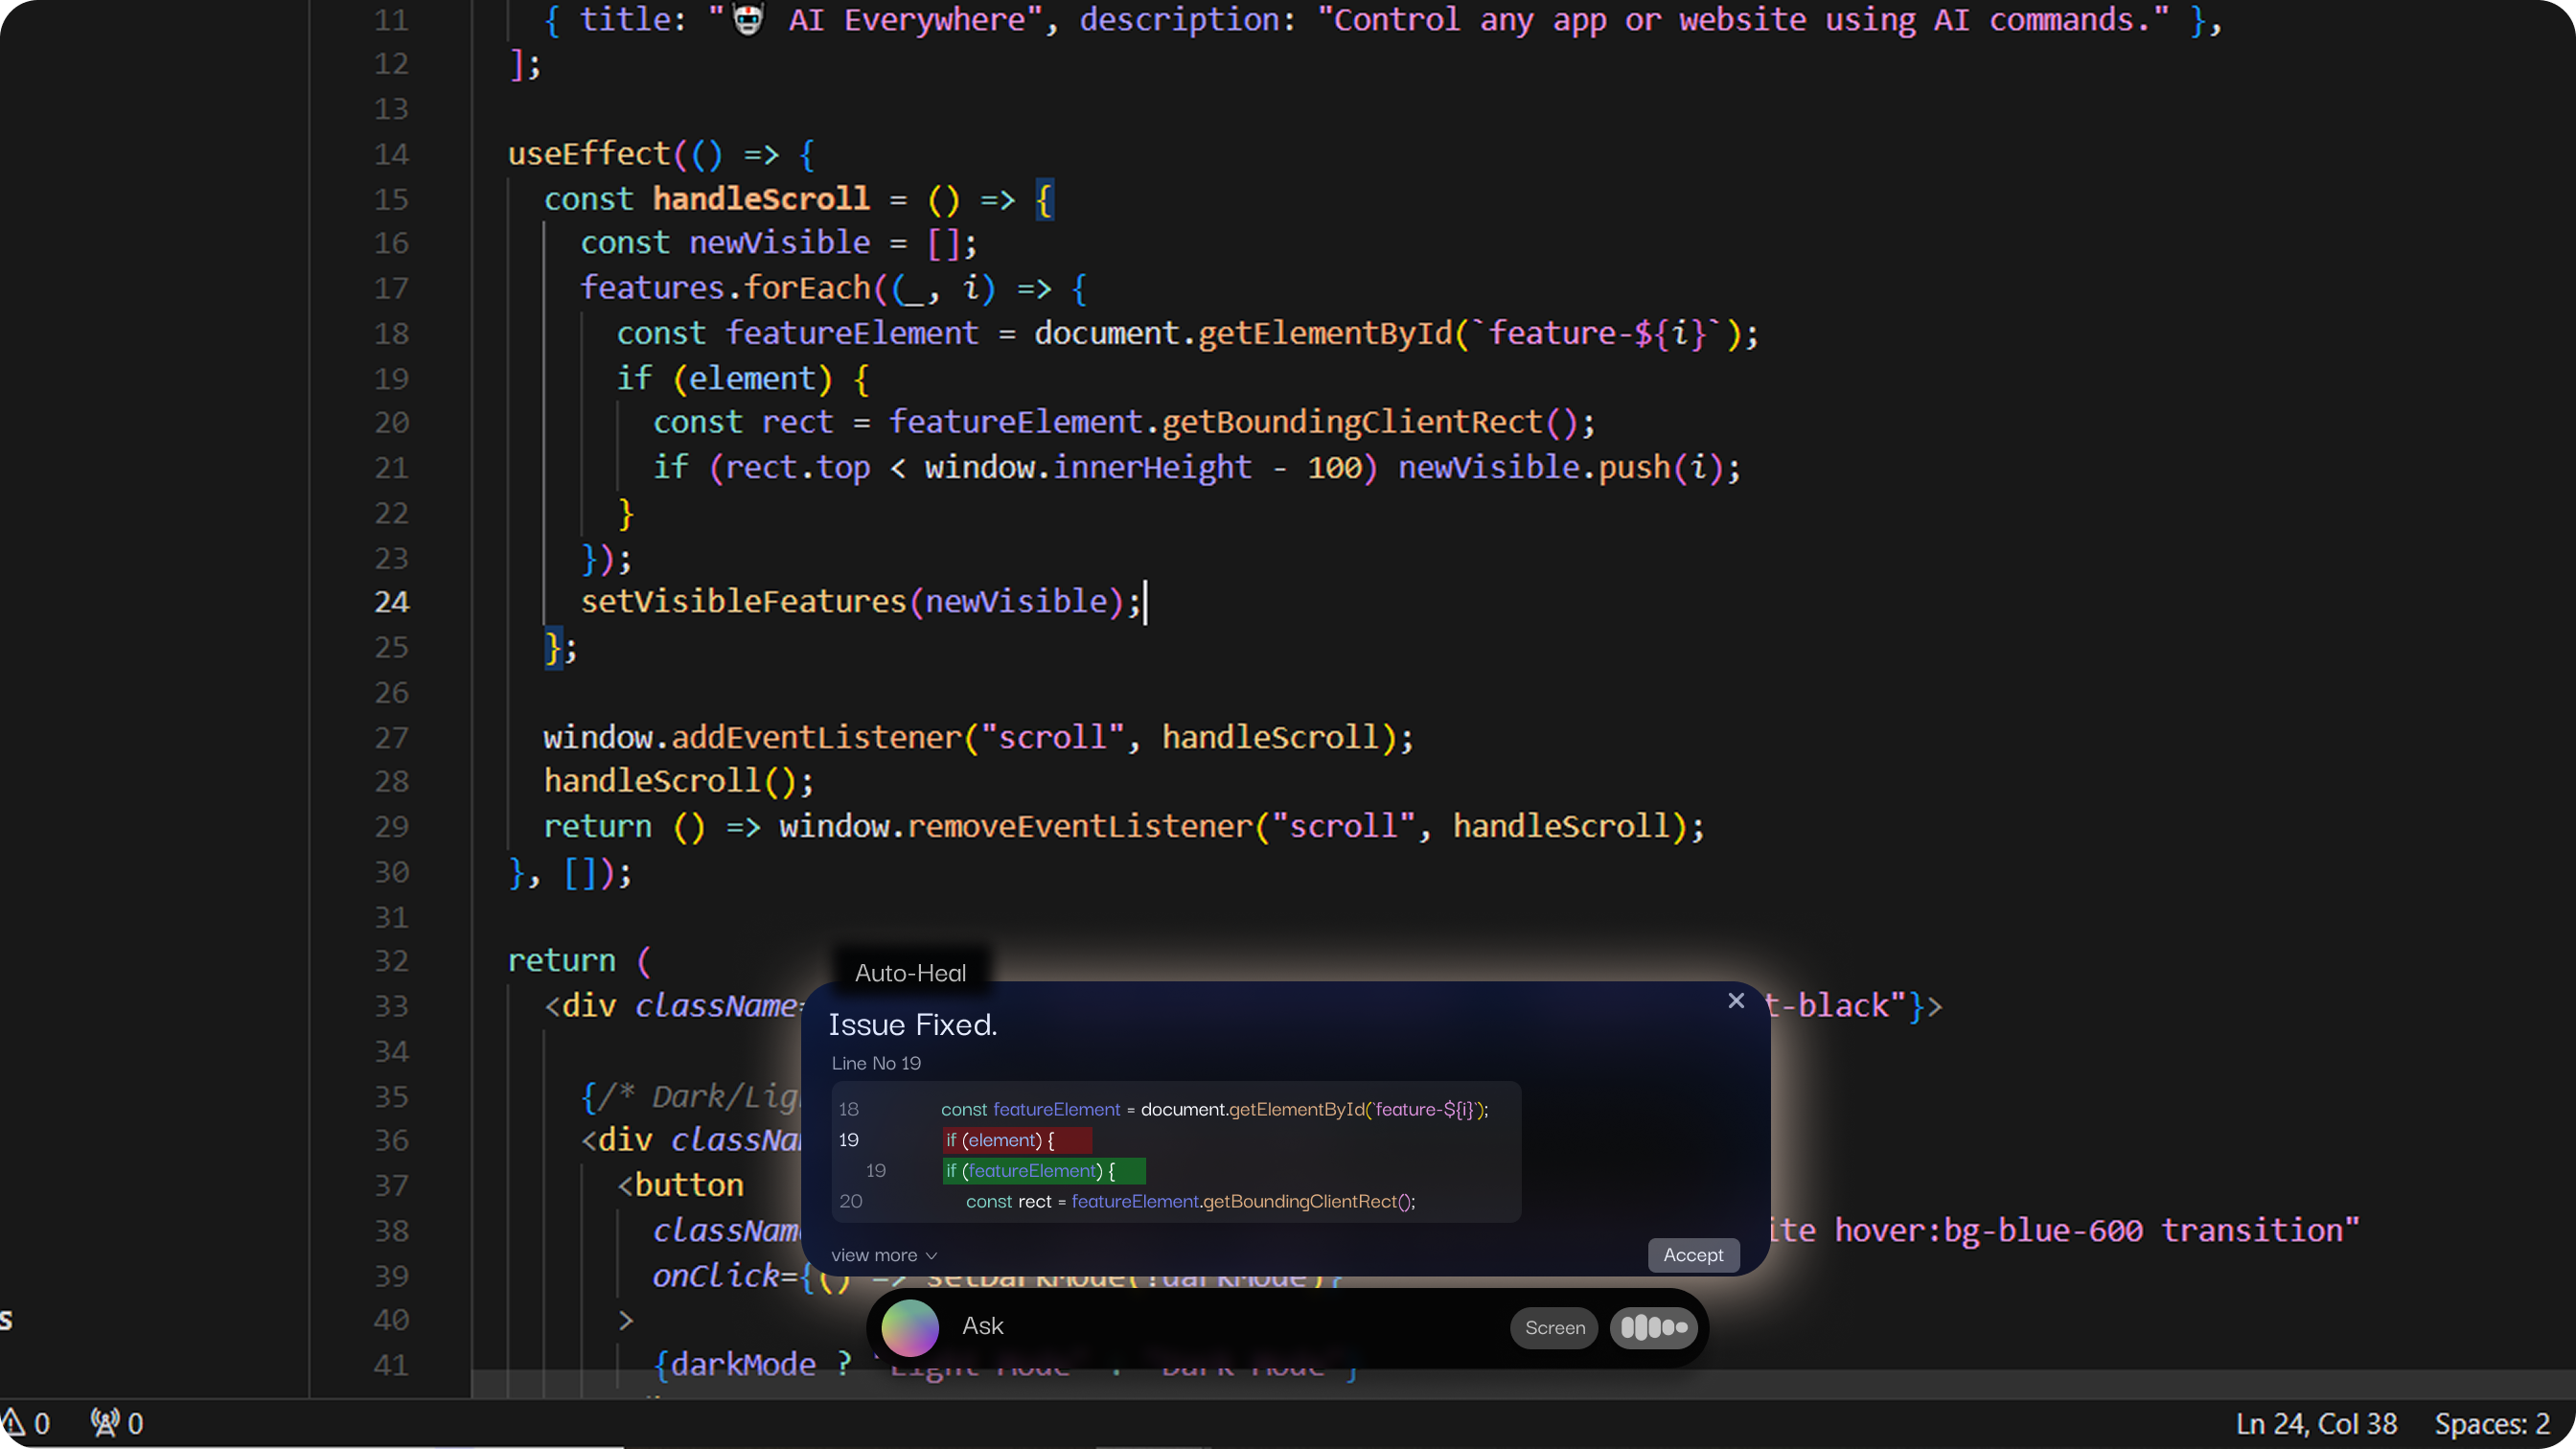 11 { title: "🤖 AI Everywhere", description: "Control any app or website using AI commands." },
12 ];
13
14 useEffect(() => {
15 const handleScroll = () => {
16 const newVisible = [];
17 features.forEach((_, i) => {
18 const featureElement = document.getElementById(`feature-${i}`);
19 if (element) {
20 const rect = featureElement.getBoundingClientRect();
21 if (rect.top < window.innerHeight - 100) newVisible.push(i);
22 }
23 });
24 setVisibleFeatures(newVisible);
25 };
26
27 window.addEventListener("scroll", handleScroll);
28 handleScroll();
29 return () => window.removeEventListener("scroll", handleScroll);
30 }, []);
31
32 return (
33 <div className= t-black"}>
34
35 {/* Dark/Lig
36 <div classNa
37 <button
38 classNam ite hover:bg-blue-600 transition"
39 onClick={() => setDarkMode(!darkMode)}
40 >
41 {darkMode ? "Light Mode" : "Dark Mode"}
Auto-Heal
Issue Fixed.
Line No 19
18 const featureElement = document.getElementById(`feature-${i}`);
19 if (element) {
19 if (featureElement) {
20 const rect = featureElement.getBoundingClientRect();
view more
Accept
Ask
Screen
s
0 0
Ln 24, Col 38 Spaces: 2